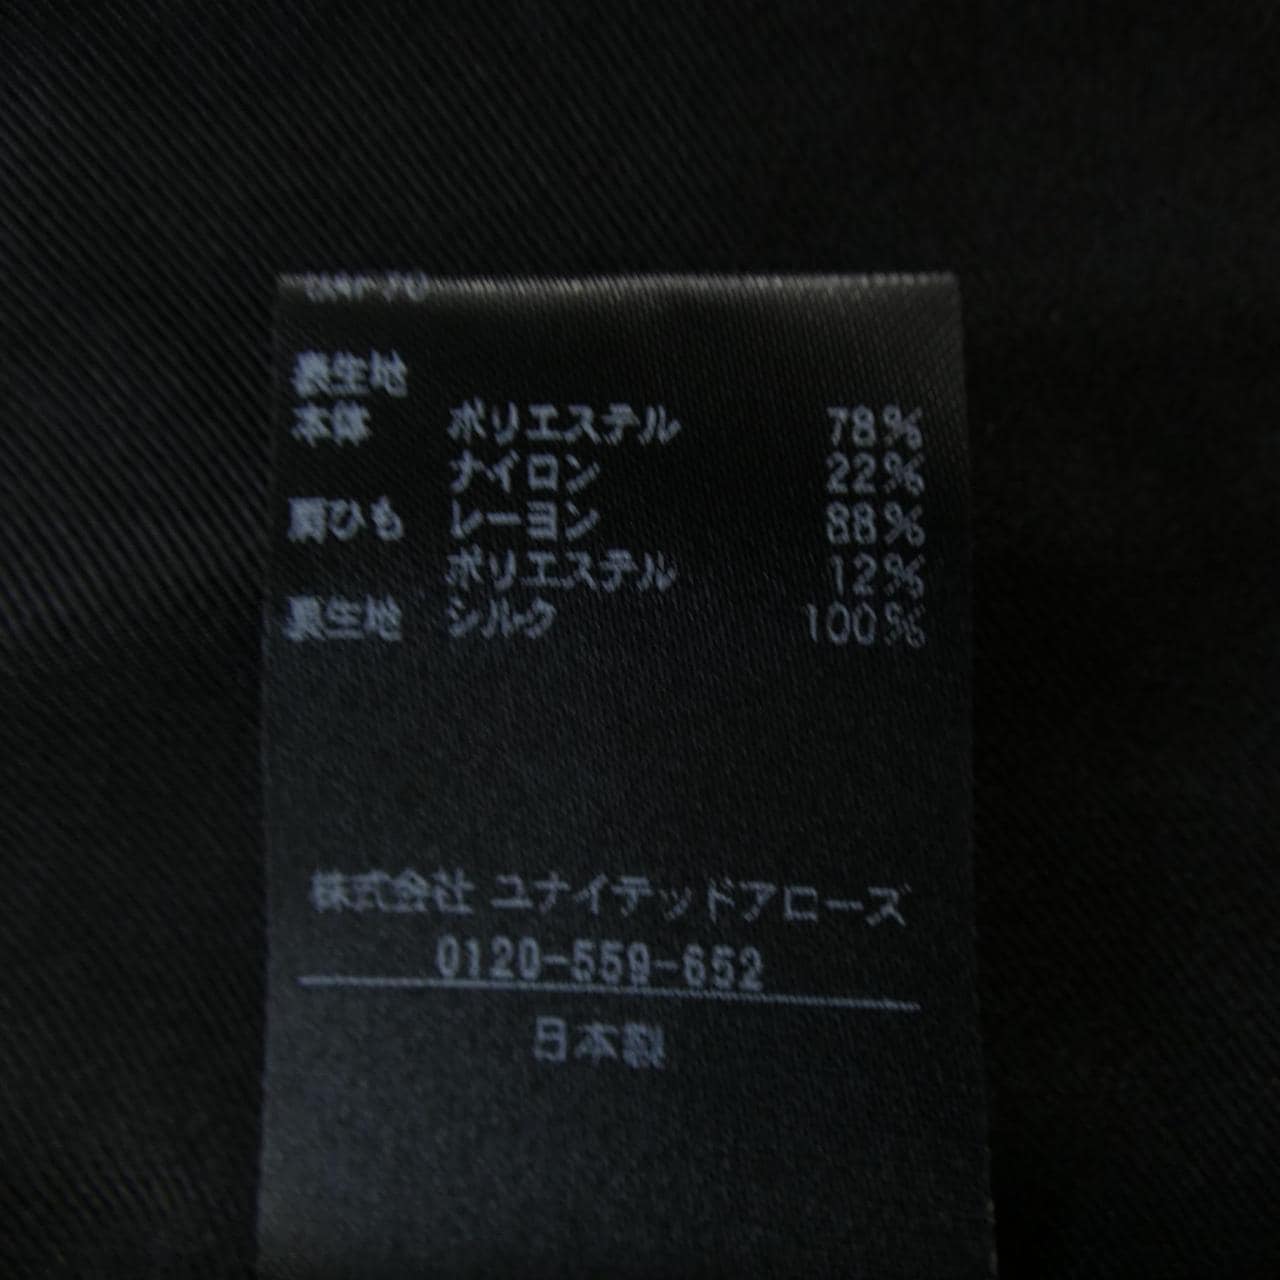 表生地
本体 ポリエステル 78%
ナイロン 22%
肩ひも レーヨン 88%
ポリエステル 12%
裏生地 シルク 100%
株式会社 ユナイテッドアローズ
0120-559-652
日本製